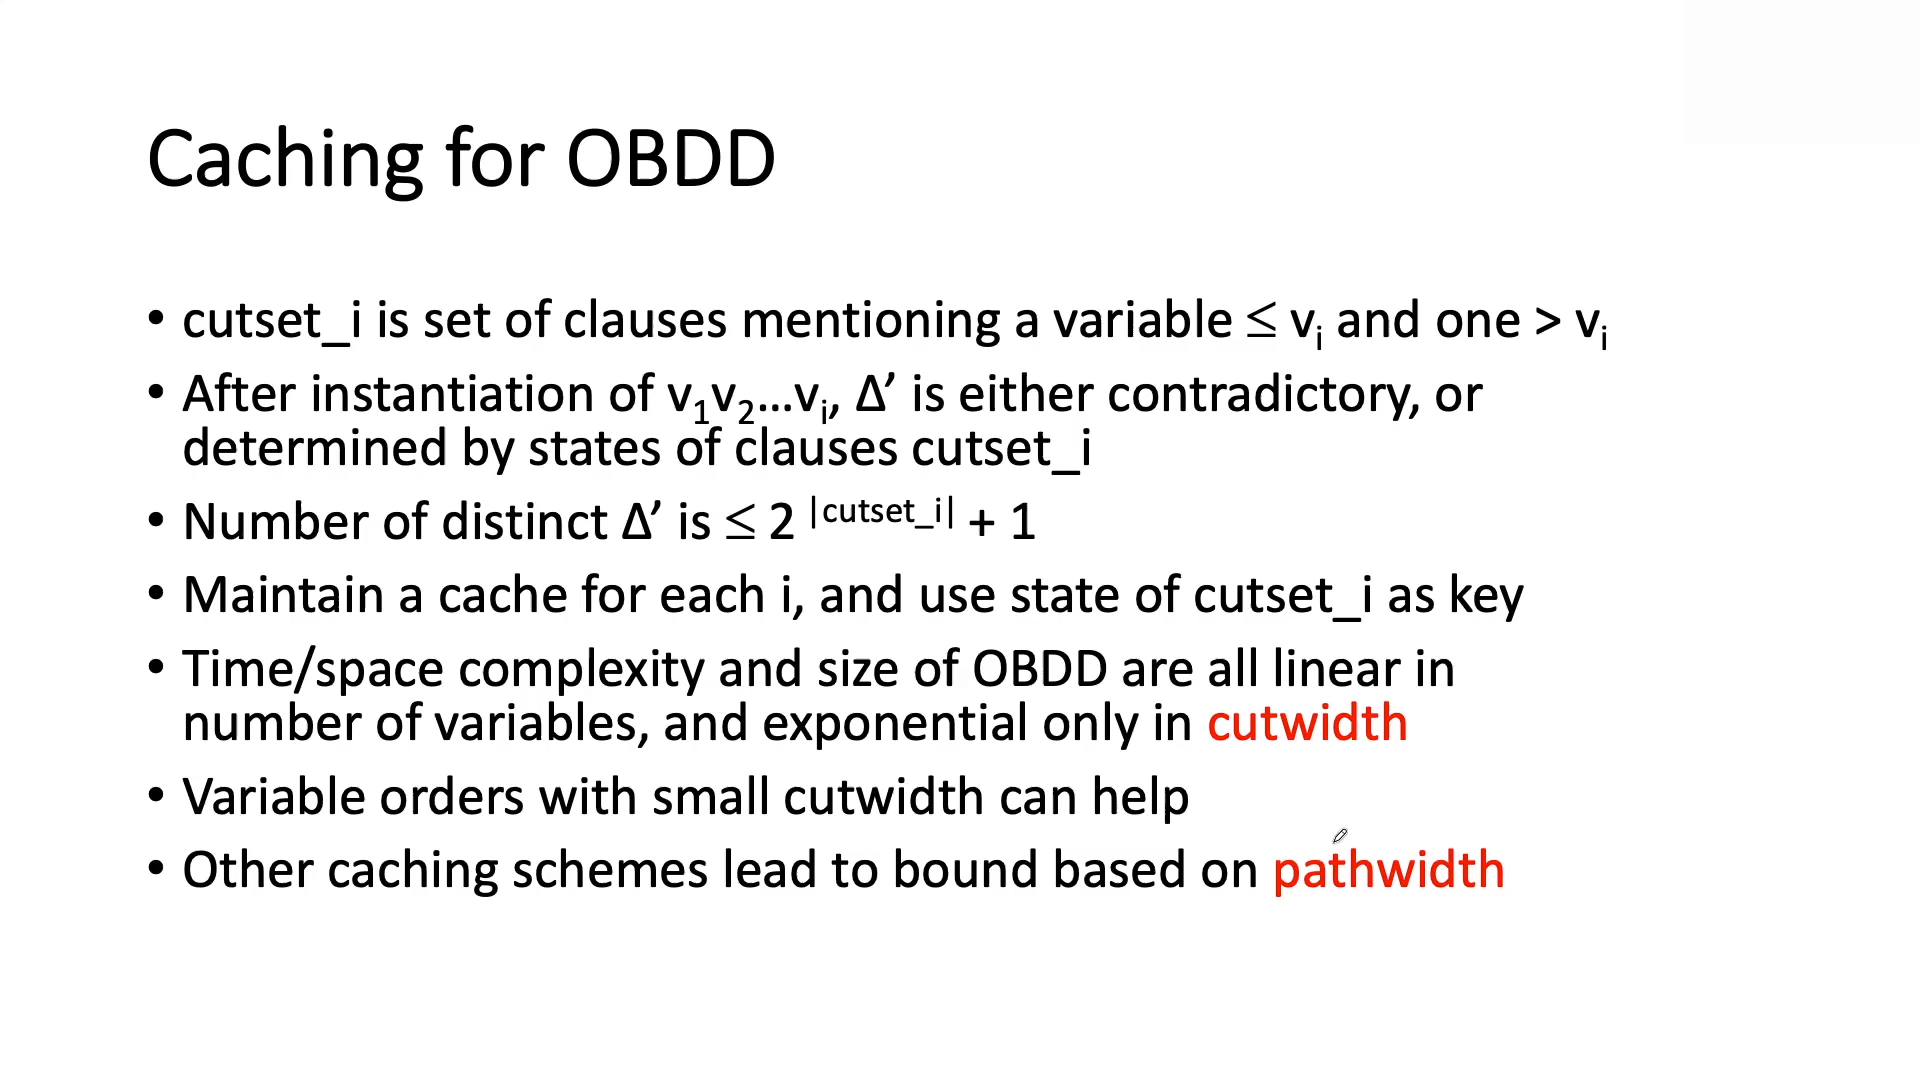 Caching for OBDD
• cutset_i is set of clauses mentioning a variable ≤ vᵢ and one > vᵢ
• After instantiation of v₁v₂…vᵢ, Δ’ is either contradictory, or
determined by states of clauses cutset_i
• Number of distinct Δ’ is ≤ 2 |cutset_i| + 1
• Maintain a cache for each i, and use state of cutset_i as key
• Time/space complexity and size of OBDD are all linear in
number of variables, and exponential only in cutwidth
• Variable orders with small cutwidth can help
• Other caching schemes lead to bound based on pathwidth